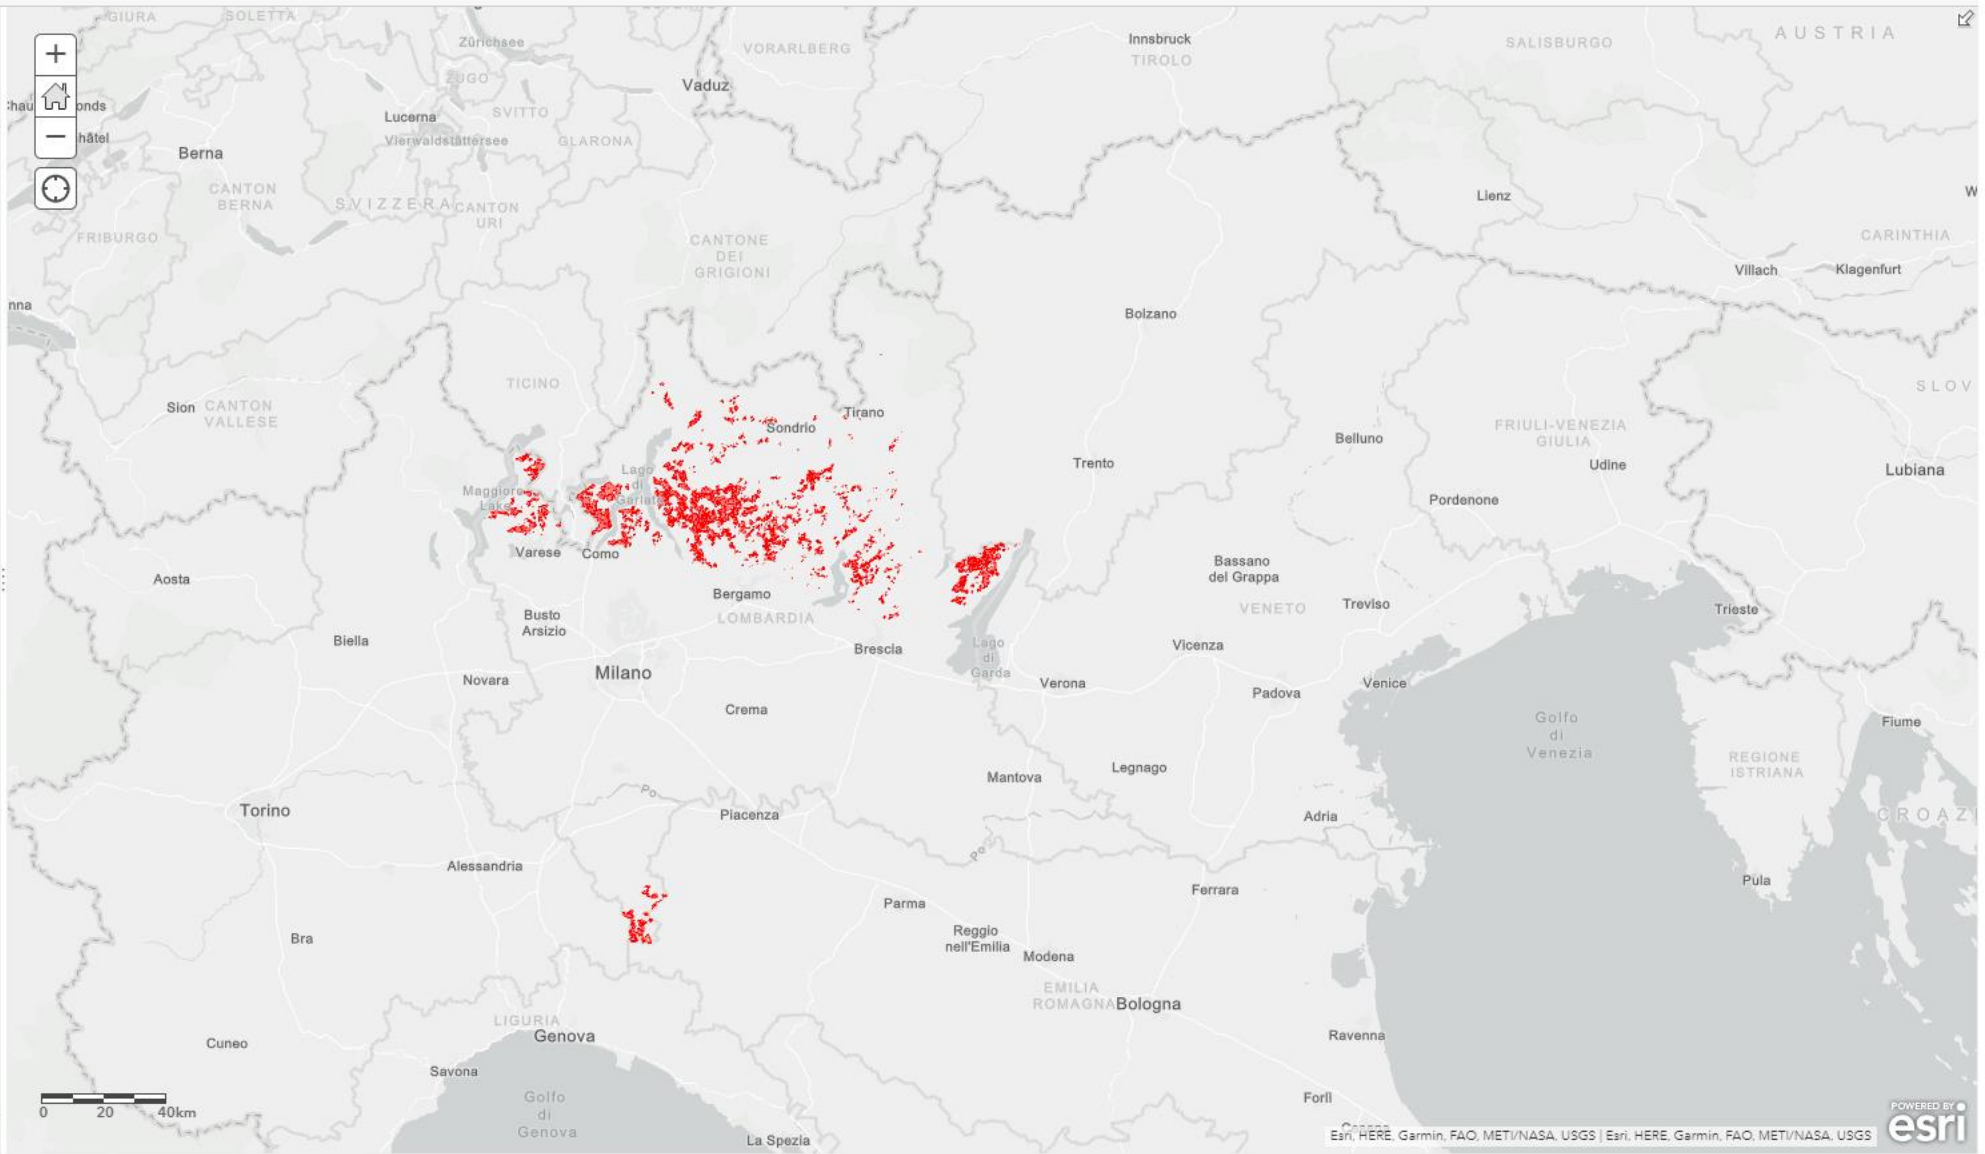 GIURA
SOLETTA
Zürichsee
VORARLBERG
Innsbruck
TIROLO
SALISBURGO
AUSTRIA
+
ZUGO
Vaduz
Chau
onds
Lucerna
SVITTO
−
hâtel
Vierwaldstättersee
GLARONA
Berna
CANTON
BERNA
SVIZZERA
CANTON
URI
Lienz
W
FRIBURGO
CANTONE
DEI
GRIGIONI
CARINTHIA
Villach
Klagenfurt
nna
Bolzano
TICINO
SLOV
Sion
CANTON
VALLESE
Tirano
Sondrio
Belluno
FRIULI-VENEZIA
GIULIA
Udine
Trento
Lubiana
Lago
di
Garlate
Maggiore
Lake
Pordenone
Varese
Como
Bassano
del Grappa
Aosta
Bergamo
LOMBARDIA
VENETO
Treviso
Trieste
Busto
Arsizio
Biella
Brescia
Lago
di
Garda
Vicenza
Milano
Novara
Verona
Padova
Venice
Crema
Golfo
di
Venezia
Fiume
REGIONE
ISTRIANA
Mantova
Legnago
Po
Torino
Piacenza
Adria
CROAZI
Po
Alessandria
Pula
Ferrara
Parma
Reggio
nell'Emilia
Bra
Modena
EMILIA
ROMAGNA
Bologna
LIGURIA
Genova
Ravenna
Cuneo
Savona
Golfo
di
Genova
Forlì
0 20 40km
La Spezia
POWERED BY
esri
Esri, HERE, Garmin, FAO, METI/NASA, USGS | Esri, HERE, Garmin, FAO, METI/NASA, USGS